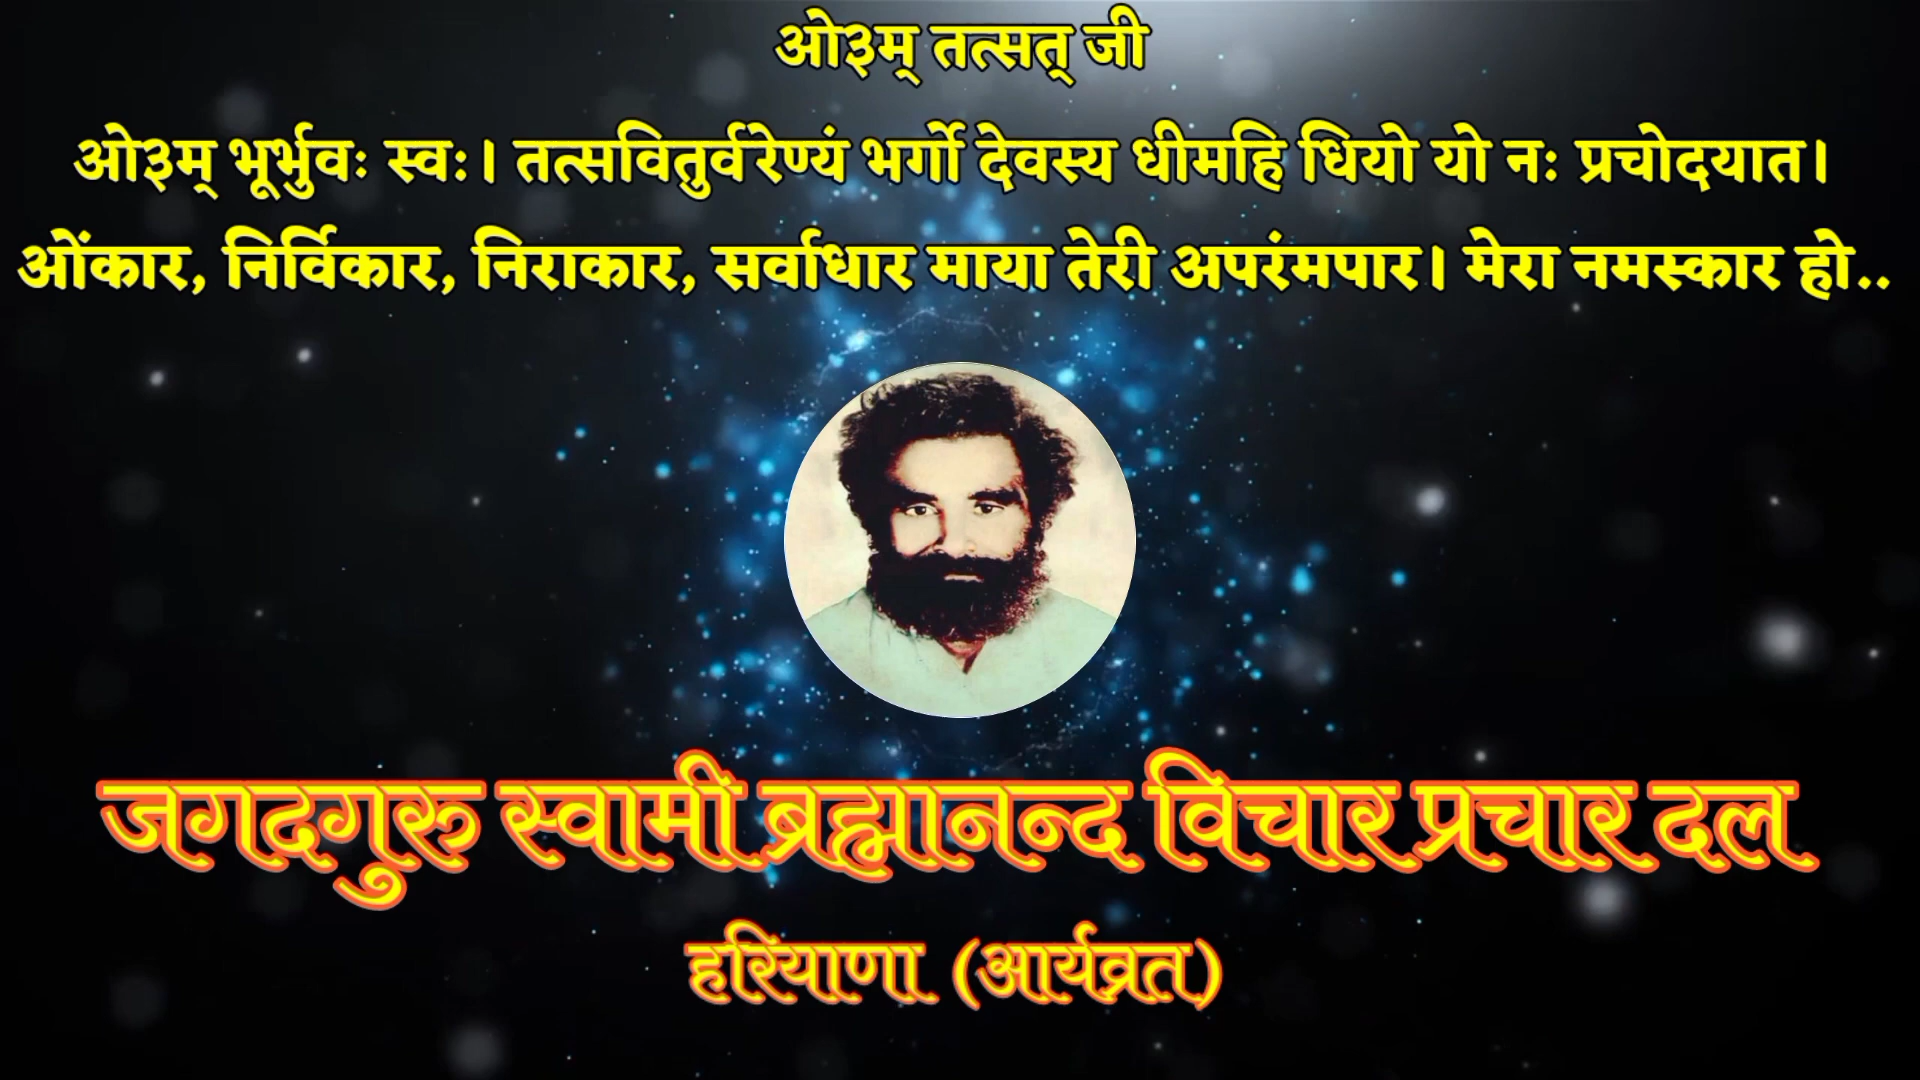 ओ३म् तत्सत् जी
ओ३म् भूर्भुवः स्वः। तत्सवितुर्वरेण्यं भर्गो देवस्य धीमहि धियो यो नः प्रचोदयात।
ओंकार, निर्विकार, निराकार, सर्वाधार माया तेरी अपरंमपार। मेरा नमस्कार हो..
जगदगुरु स्वामी ब्रह्मानन्द विचार प्रचार दल
हरियाणा (आर्यव्रत)